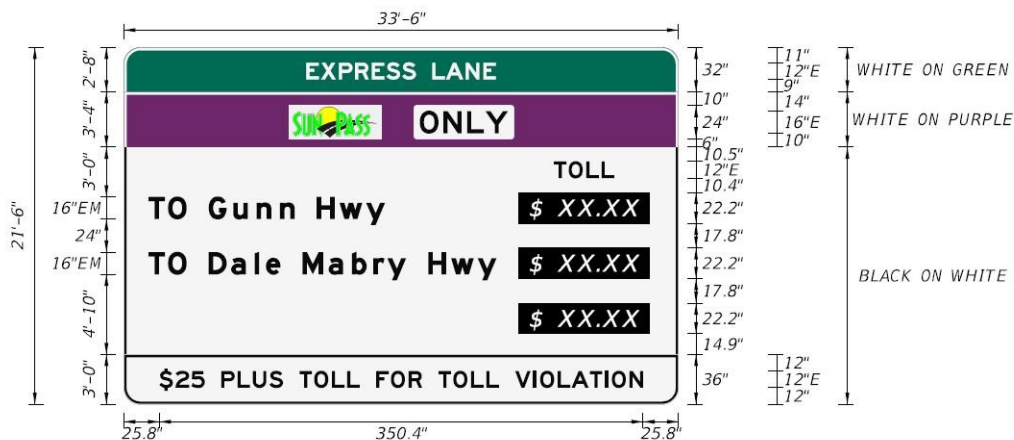 33'-6"
EXPRESS LANE
SUNPASS ONLY
TOLL
TO Gunn Hwy $ XX.XX
TO Dale Mabry Hwy $ XX.XX
$ XX.XX
$25 PLUS TOLL FOR TOLL VIOLATION
21'-6"
2'-8"
3'-4"
3'-0"
16"EM
24"
16"EM
4'-10"
3'-0"
32"
10"
24"
6"
10.5"
12"E
10.4"
22.2"
17.8"
22.2"
17.8"
22.2"
14.9"
36"
11"
12"E
9"
14"
16"E
10"
12"
12"E
12"
WHITE ON GREEN
WHITE ON PURPLE
BLACK ON WHITE
25.8" 350.4" 25.8"